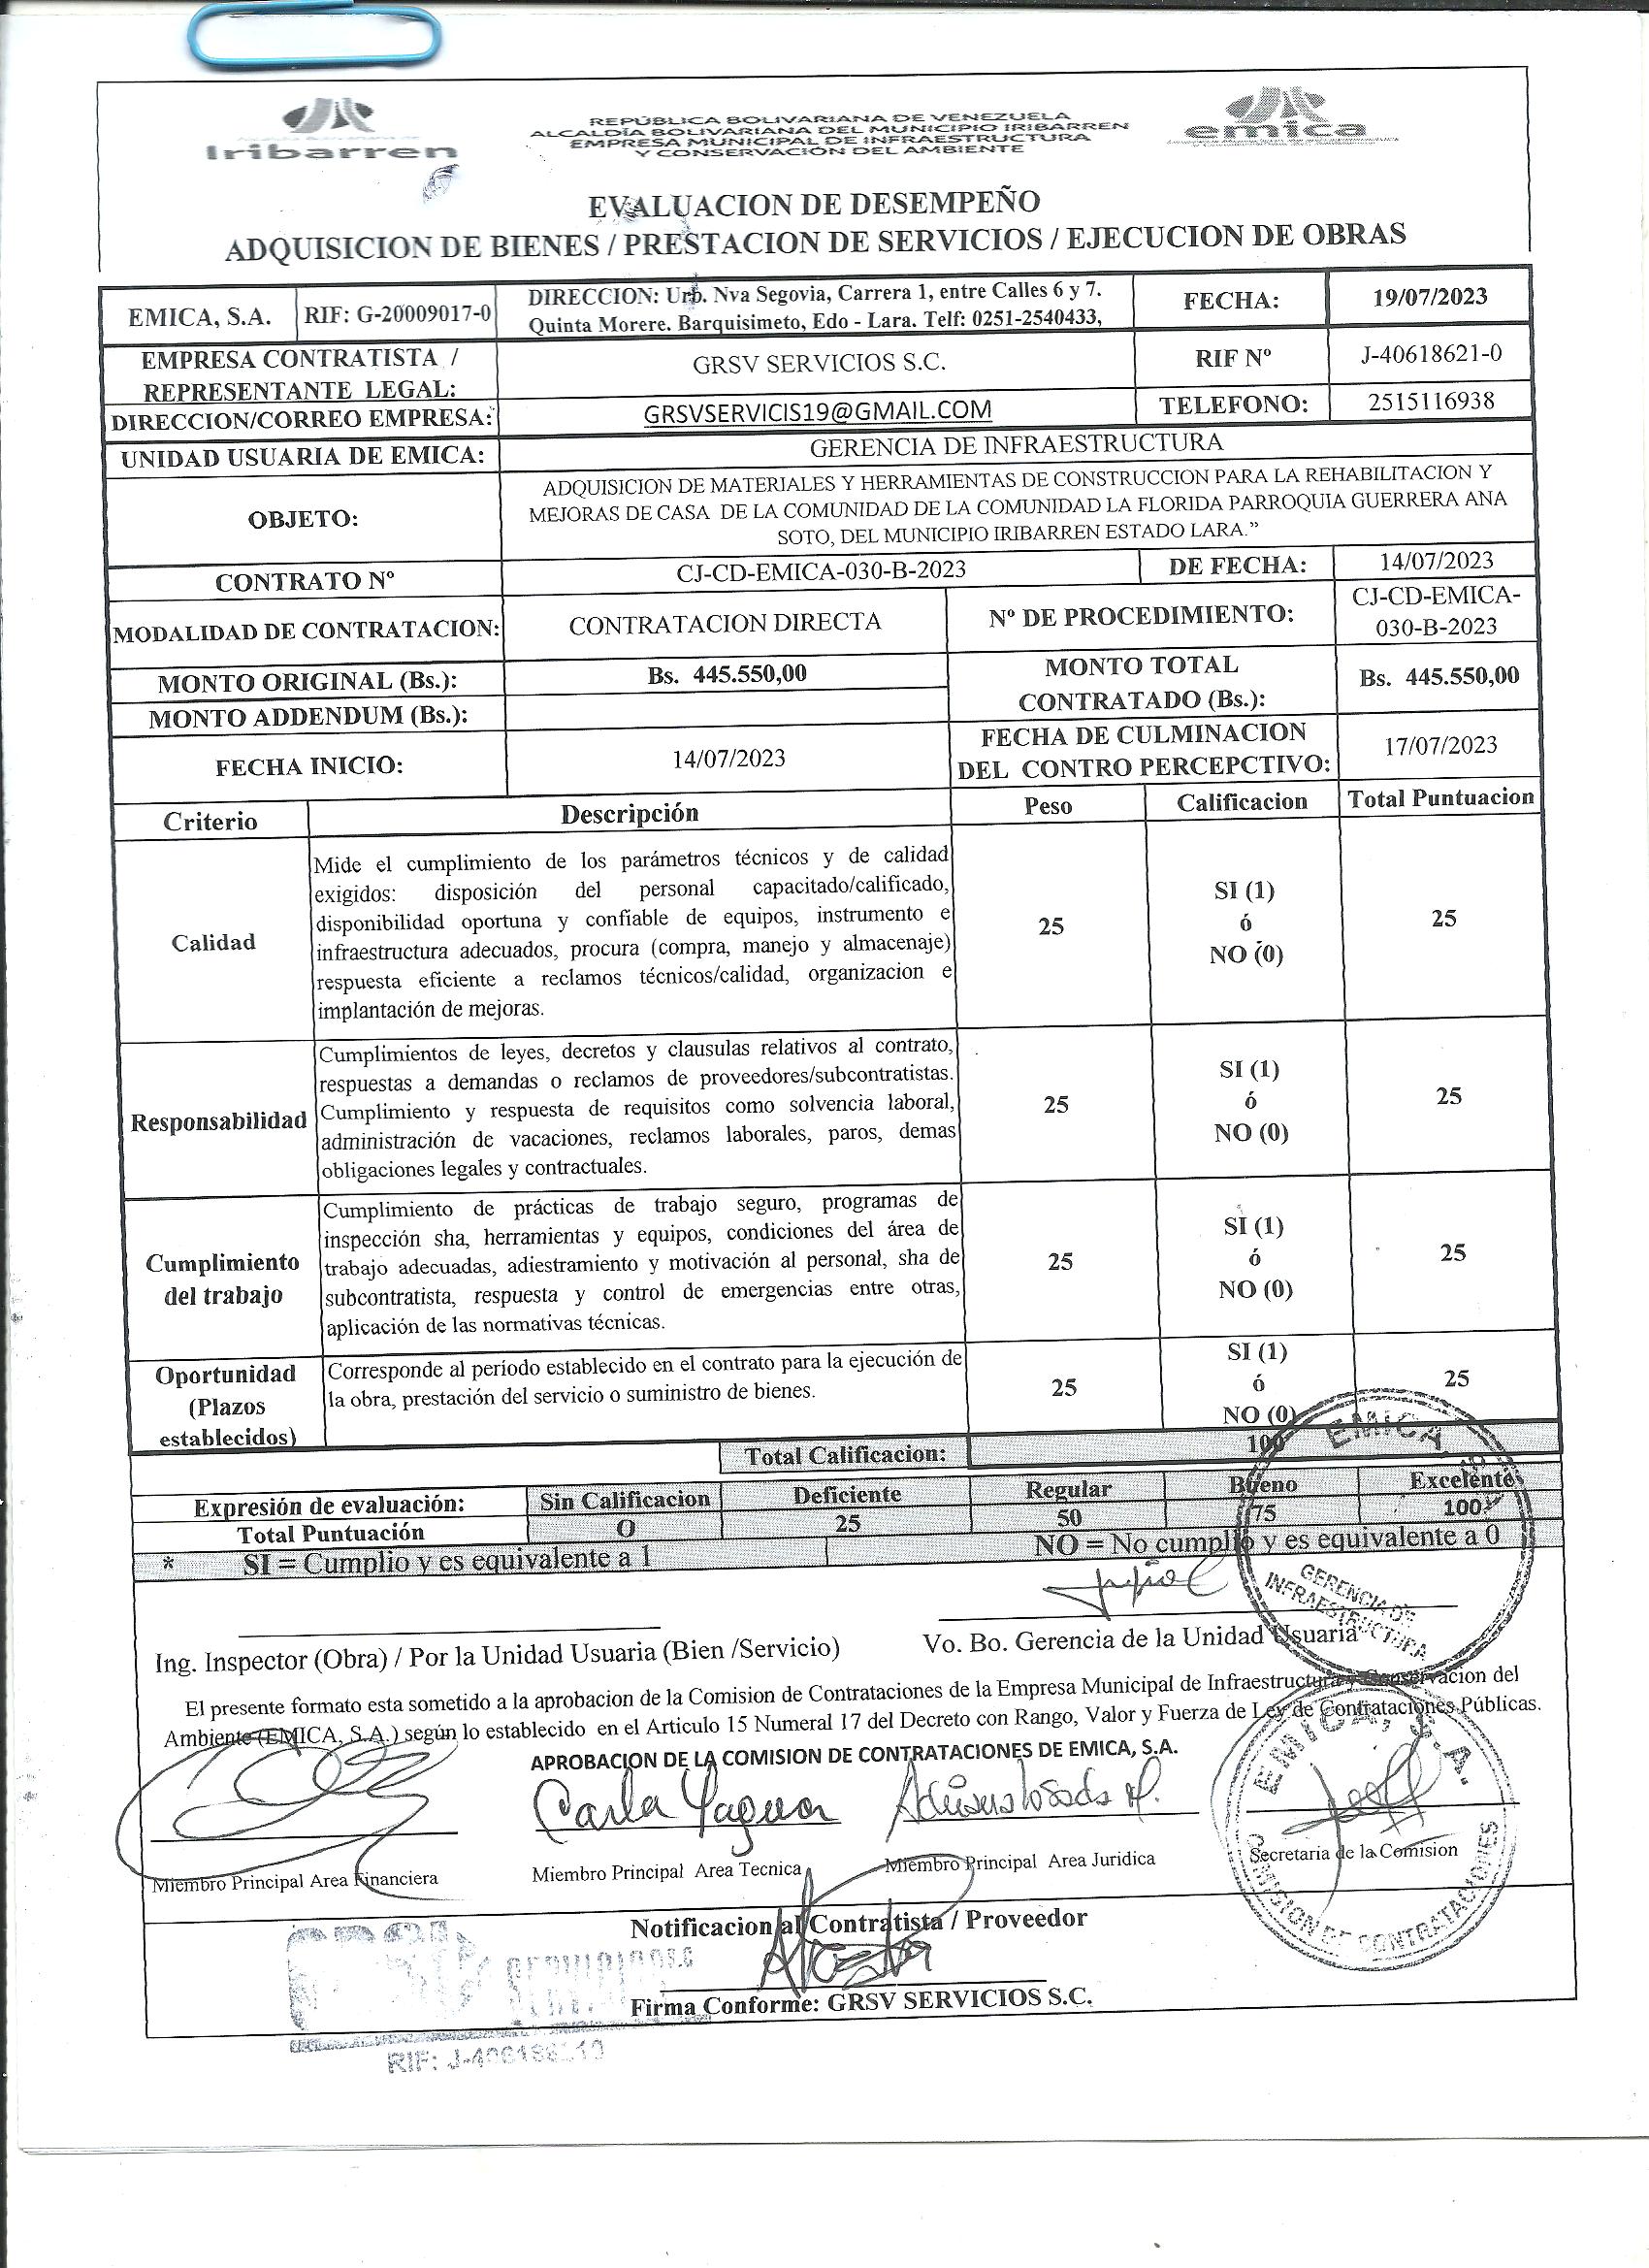 Iribarren
REPÚBLICA BOLIVARIANA DE VENEZUELA
ALCALDÍA BOLIVARIANA DEL MUNICIPIO IRIBARREN
EMPRESA MUNICIPAL DE INFRAESTRUCTURA
Y CONSERVACIÓN DEL AMBIENTE
emica
EVALUACION DE DESEMPEÑO
ADQUISICION DE BIENES / PRESTACION DE SERVICIOS / EJECUCION DE OBRAS
EMICA, S.A.
RIF: G-20009017-0
DIRECCION: Urb. Nva Segovia, Carrera 1, entre Calles 6 y 7.
Quinta Morere. Barquisimeto, Edo - Lara. Telf: 0251-2540433,
FECHA:
19/07/2023
EMPRESA CONTRATISTA /
REPRESENTANTE LEGAL:
GRSV SERVICIOS S.C.
RIF Nº
J-40618621-0
DIRECCION/CORREO EMPRESA:
GRSVSERVICIS19@GMAIL.COM
TELEFONO:
2515116938
UNIDAD USUARIA DE EMICA:
GERENCIA DE INFRAESTRUCTURA
OBJETO:
ADQUISICION DE MATERIALES Y HERRAMIENTAS DE CONSTRUCCION PARA LA REHABILITACION Y
MEJORAS DE CASA DE LA COMUNIDAD DE LA COMUNIDAD LA FLORIDA PARROQUIA GUERRERA ANA
SOTO, DEL MUNICIPIO IRIBARREN ESTADO LARA.”
CONTRATO Nº
CJ-CD-EMICA-030-B-2023
DE FECHA:
14/07/2023
MODALIDAD DE CONTRATACION:
CONTRATACION DIRECTA
Nº DE PROCEDIMIENTO:
CJ-CD-EMICA-
030-B-2023
MONTO ORIGINAL (Bs.):
Bs. 445.550,00
MONTO TOTAL
CONTRATADO (Bs.):
Bs. 445.550,00
MONTO ADDENDUM (Bs.):
FECHA INICIO:
14/07/2023
FECHA DE CULMINACION
DEL CONTRO PERCEPCTIVO:
17/07/2023
Criterio
Descripción
Peso
Calificacion
Total Puntuacion
Calidad
Mide el cumplimiento de los parámetros técnicos y de calidad
exigidos: disposición del personal capacitado/calificado,
disponibilidad oportuna y confiable de equipos, instrumento e
infraestructura adecuados, procura (compra, manejo y almacenaje)
respuesta eficiente a reclamos técnicos/calidad, organizacion e
implantación de mejoras.
25
SI (1)
ó
NO (0)
25
Responsabilidad
Cumplimientos de leyes, decretos y clausulas relativos al contrato,
respuestas a demandas o reclamos de proveedores/subcontratistas.
Cumplimiento y respuesta de requisitos como solvencia laboral,
administración de vacaciones, reclamos laborales, paros, demas
obligaciones legales y contractuales.
25
SI (1)
ó
NO (0)
25
Cumplimiento
del trabajo
Cumplimiento de prácticas de trabajo seguro, programas de
inspección sha, herramientas y equipos, condiciones del área de
trabajo adecuadas, adiestramiento y motivación al personal, sha de
subcontratista, respuesta y control de emergencias entre otras,
aplicación de las normativas técnicas.
25
SI (1)
ó
NO (0)
25
Oportunidad
(Plazos
establecidos)
Corresponde al período establecido en el contrato para la ejecución de
la obra, prestación del servicio o suministro de bienes.
25
SI (1)
ó
NO (0)
25
Total Calificacion:
100
Expresión de evaluación:
Sin Calificacion
Deficiente
Regular
Bueno
Excelente
Total Puntuación
O
25
50
75
100
* SI = Cumplio y es equivalente a 1
NO = No cumplio y es equivalente a 0
EMICA
GERENCIA DE
INFRAESTRUCTURA
Ing. Inspector (Obra) / Por la Unidad Usuaria (Bien /Servicio)
Vo. Bo. Gerencia de la Unidad Usuaria
El presente formato esta sometido a la aprobacion de la Comision de Contrataciones de la Empresa Municipal de Infraestructura y Conservacion del
Ambiente (EMICA, S.A.) según lo establecido en el Articulo 15 Numeral 17 del Decreto con Rango, Valor y Fuerza de Ley de Contrataciones Públicas.
APROBACION DE LA COMISION DE CONTRATACIONES DE EMICA, S.A.
Carla Yagua
EMICA, S.A.
COMISION DE CONTRATACIONES
Miembro Principal Area Financiera
Miembro Principal Area Tecnica
Miembro Principal Area Juridica
Secretaria de la Comision
Notificacion al Contratista / Proveedor
Firma Conforme: GRSV SERVICIOS S.C.